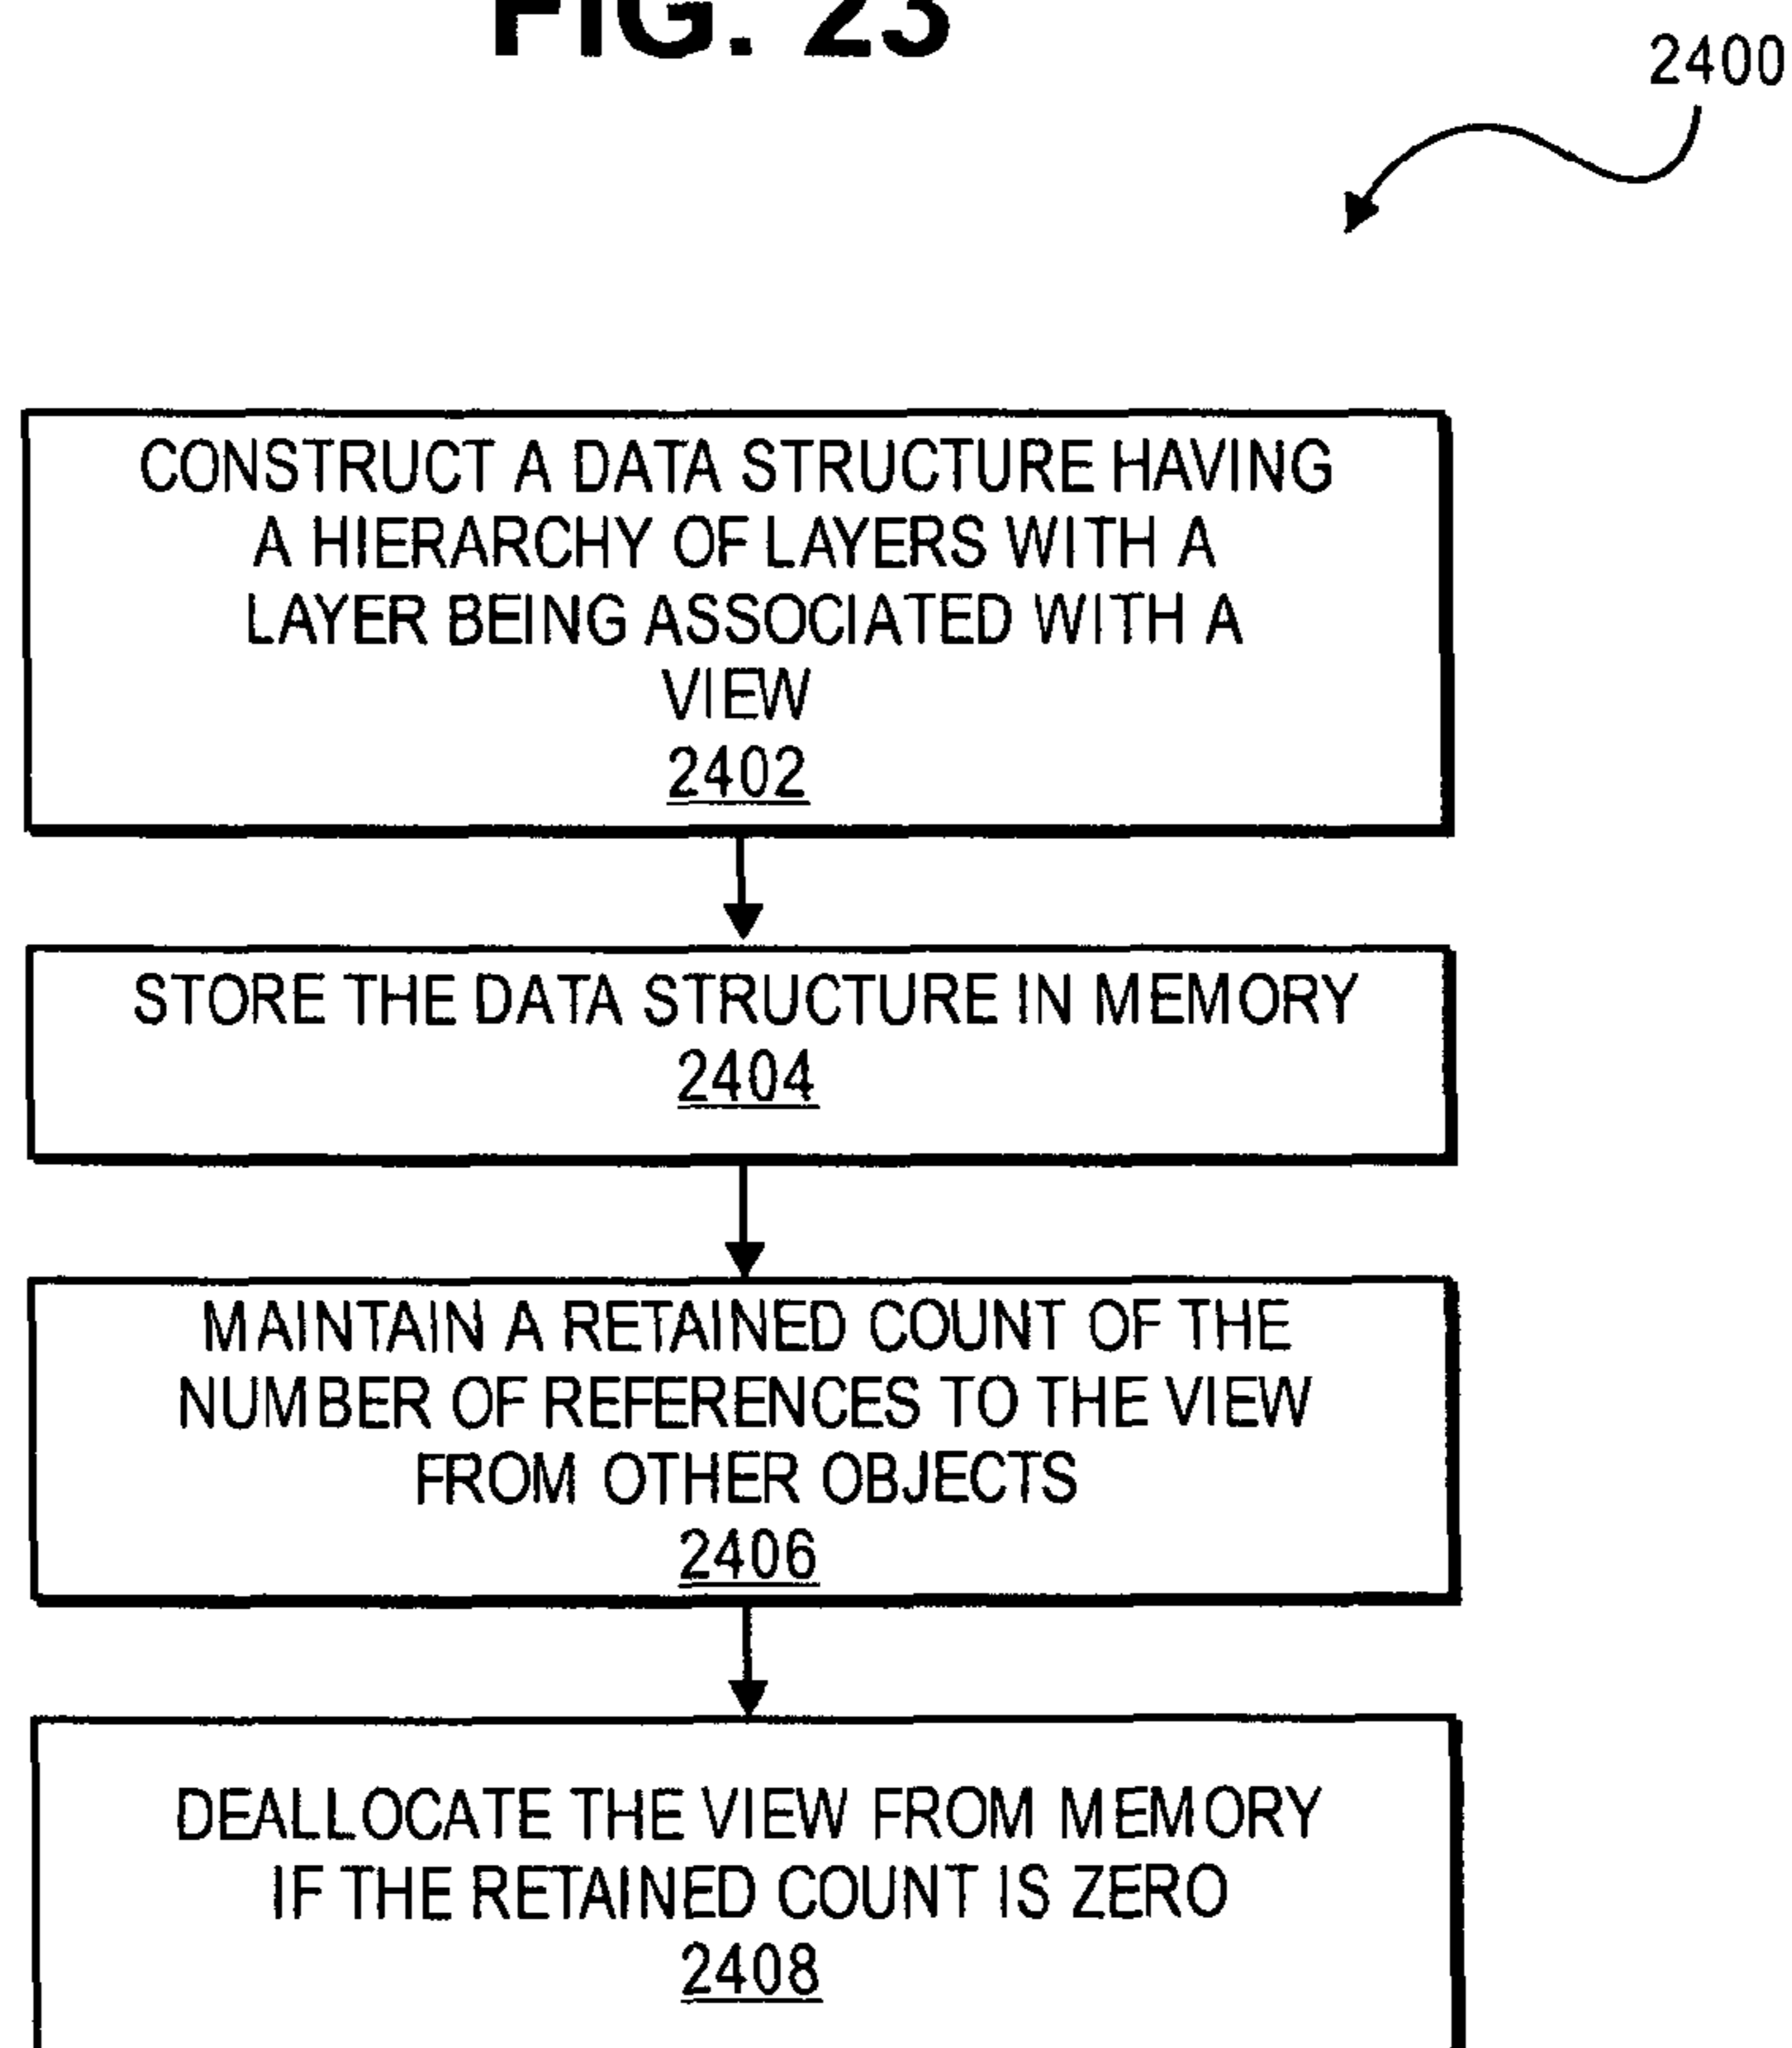 FIG. 23
2400
CONSTRUCT A DATA STRUCTURE HAVING
A HIERARCHY OF LAYERS WITH A
LAYER BEING ASSOCIATED WITH A
VIEW
2402
STORE THE DATA STRUCTURE IN MEMORY
2404
MAINTAIN A RETAINED COUNT OF THE
NUMBER OF REFERENCES TO THE VIEW
FROM OTHER OBJECTS
2406
DEALLOCATE THE VIEW FROM MEMORY
IF THE RETAINED COUNT IS ZERO
2408